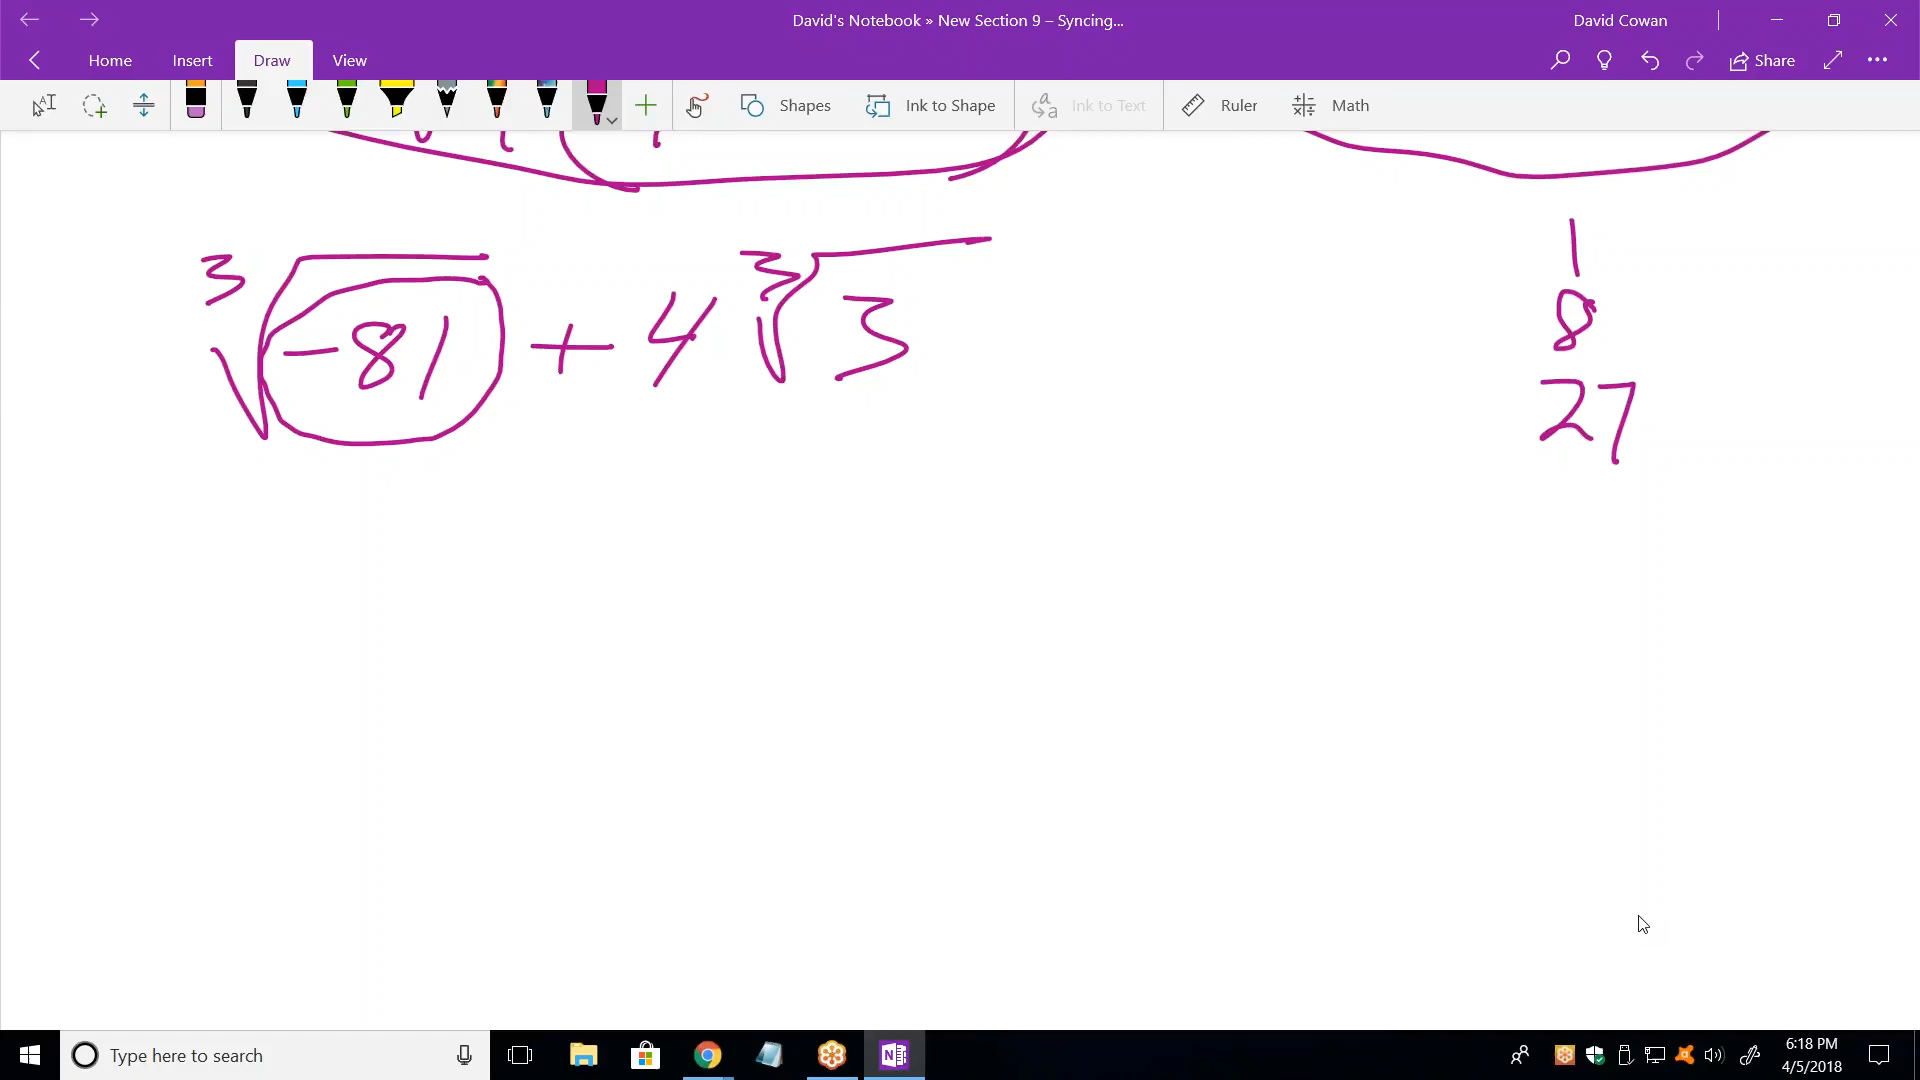 David's Notebook » New Section 9 – Syncing...
David Cowan
Home Insert Draw View
Share
Shapes Ink to Shape Ink to Text Ruler Math
∛-81 + 4∛3
1
8
27
Type here to search
6:18 PM
4/5/2018